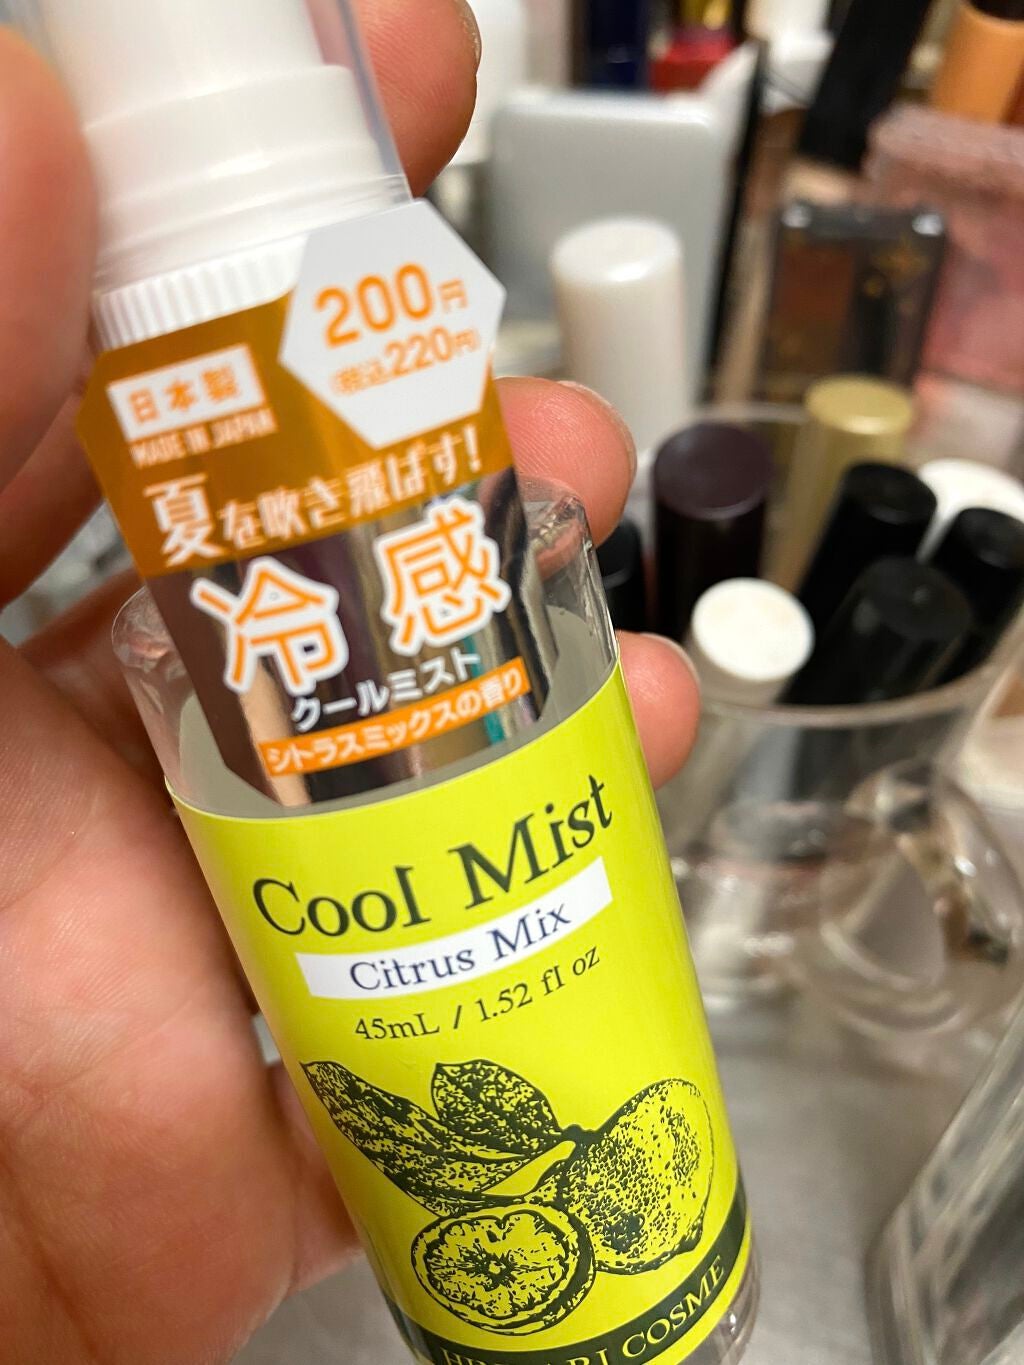 200円
(税込220円)
日本製
MADE IN JAPAN
夏を吹き飛ばす!
冷感
クールミスト
シトラスミックスの香り
Cool Mist
Citrus Mix
45mL / 1.52 fl oz
COSME